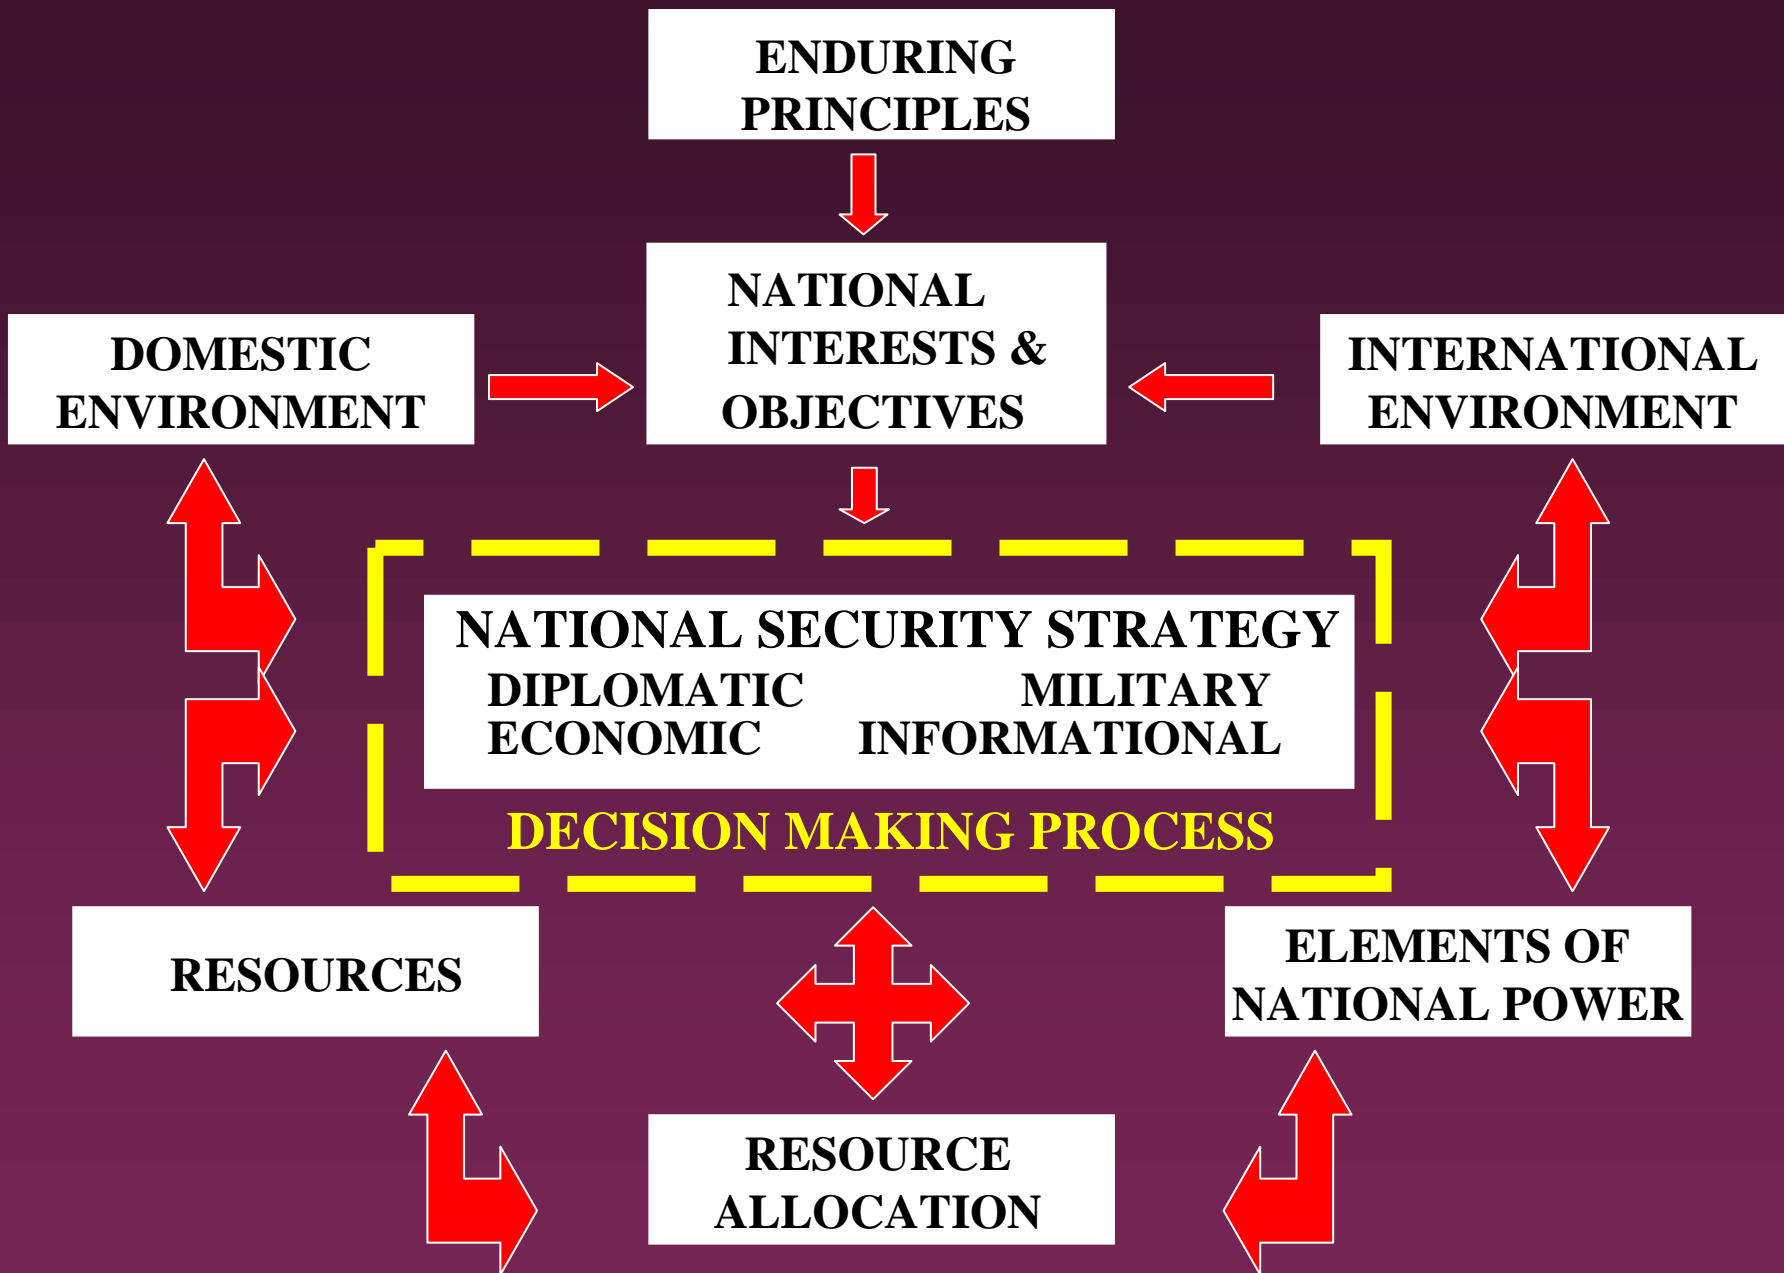 ENDURING
PRINCIPLES
NATIONAL
INTERESTS &
OBJECTIVES
DOMESTIC
ENVIRONMENT
INTERNATIONAL
ENVIRONMENT
NATIONAL SECURITY STRATEGY
DIPLOMATIC MILITARY
ECONOMIC INFORMATIONAL
DECISION MAKING PROCESS
RESOURCES
ELEMENTS OF
NATIONAL POWER
RESOURCE
ALLOCATION